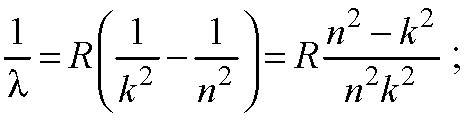 1/λ = R(1/k² − 1/n²) = R (n² − k²)/(n²k²) ;